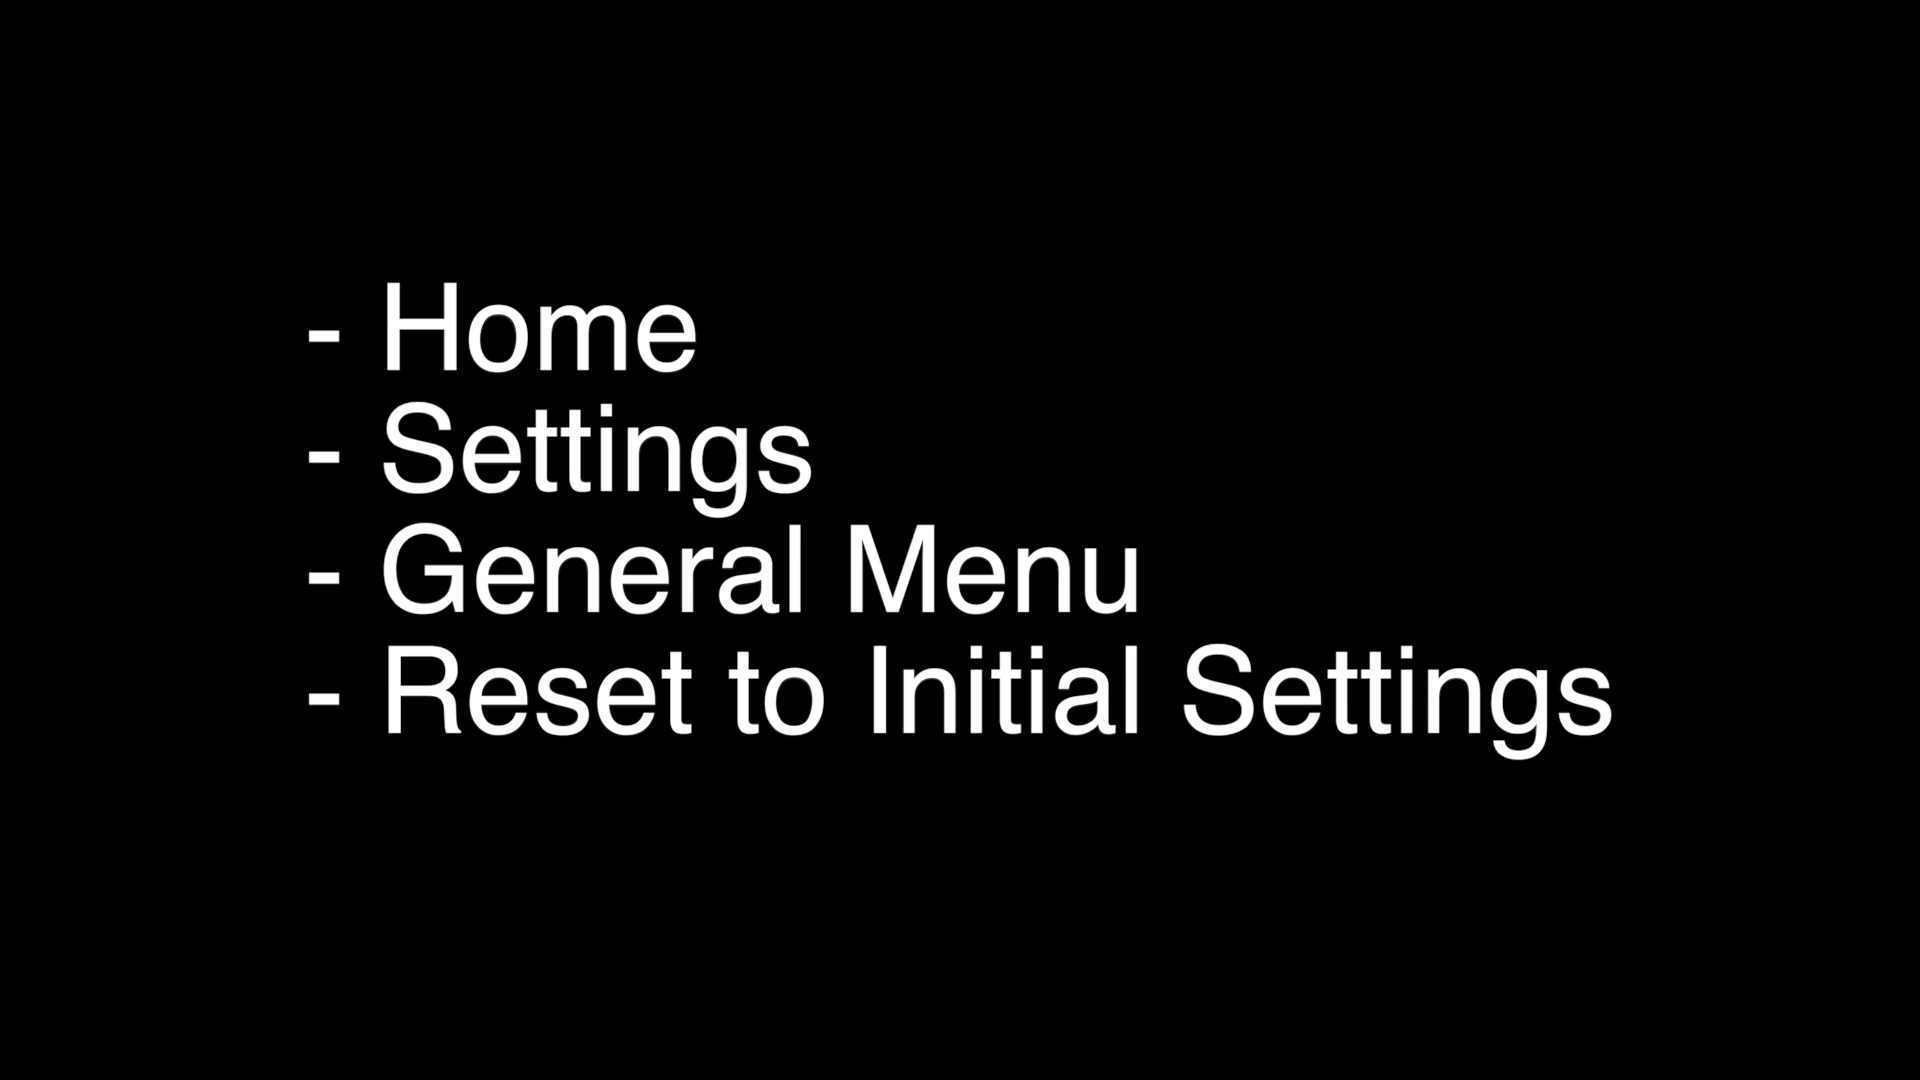 - Home
- Settings
- General Menu
- Reset to Initial Settings